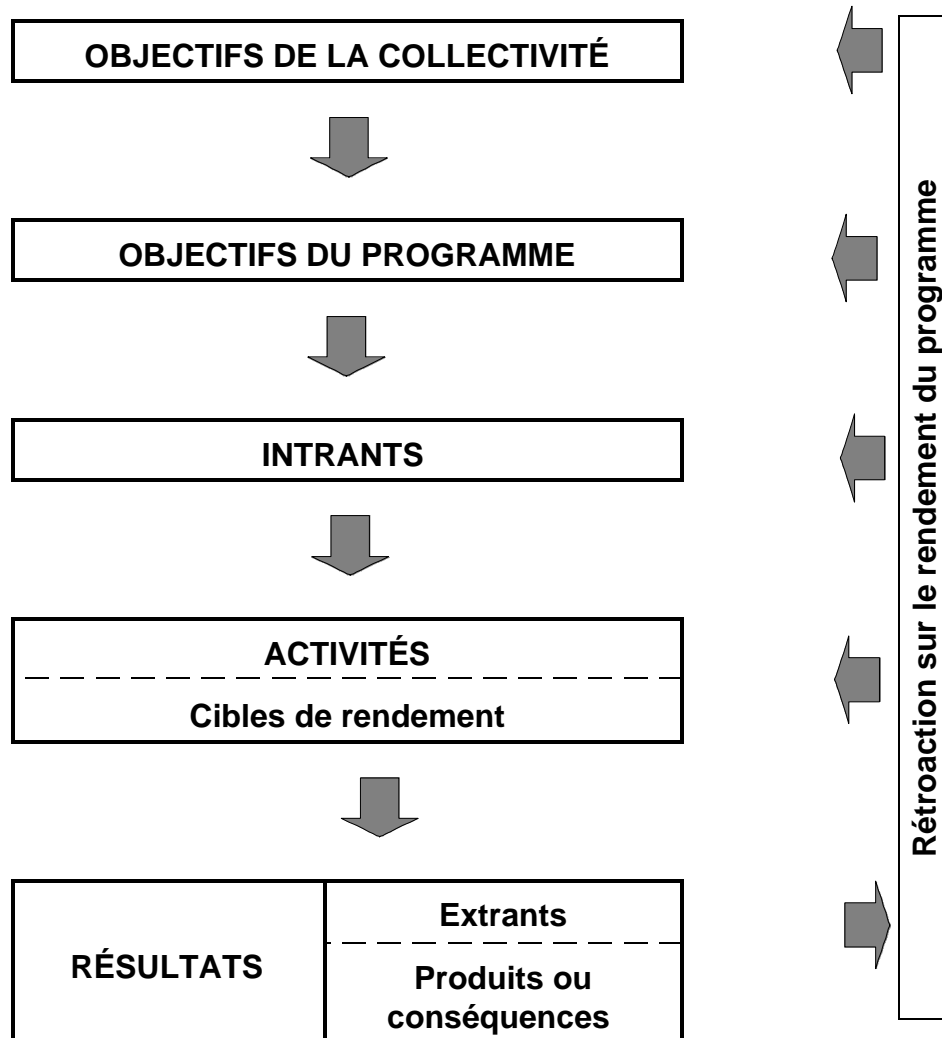 OBJECTIFS DE LA COLLECTIVITÉ
OBJECTIFS DU PROGRAMME
INTRANTS
ACTIVITÉS
Cibles de rendement
RÉSULTATS
Extrants
Produits ou
conséquences
Rétroaction sur le rendement du programme